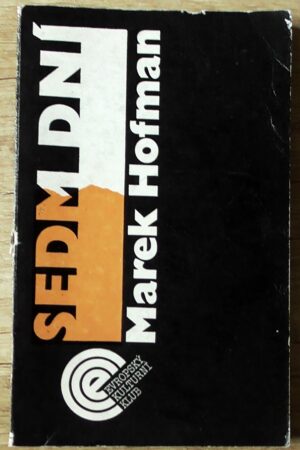 SEDM DNÍ
Marek Hofman
EVROPSKÝ
KULTURNÍ
KLUB